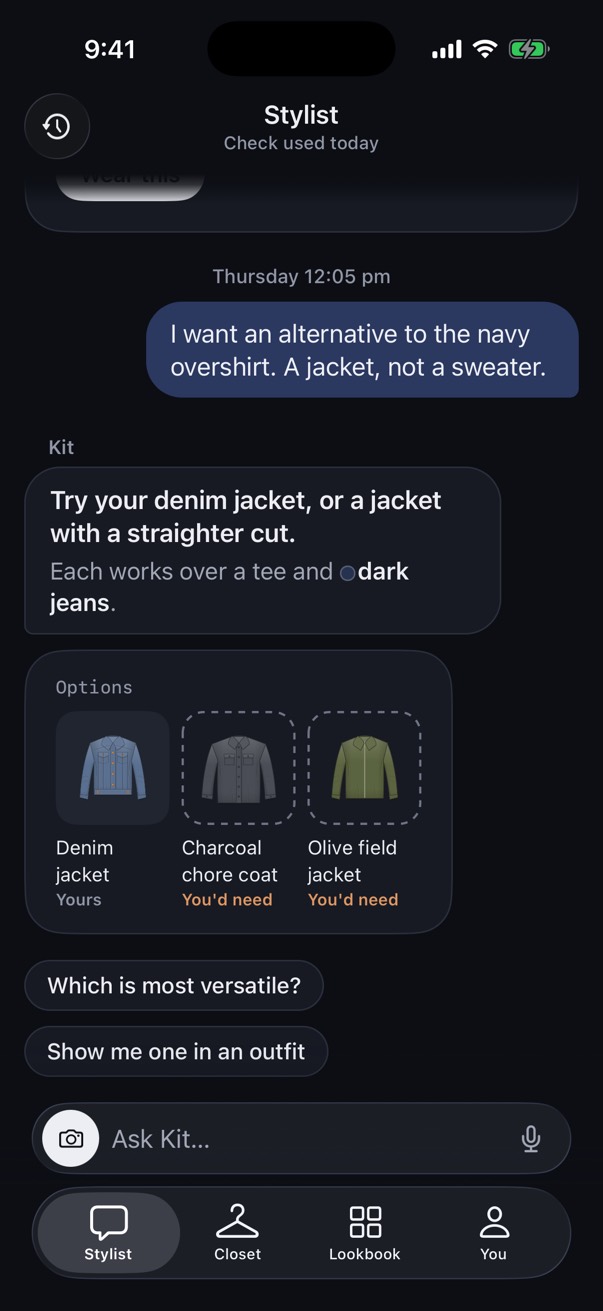 9:41
Stylist
Check used today
Wear this
Thursday 12:05 pm
I want an alternative to the navy
overshirt. A jacket, not a sweater.
Kit
Try your denim jacket, or a jacket
with a straighter cut.
Each works over a tee and dark
jeans.
Options
Denim
jacket
Yours
Charcoal
chore coat
You'd need
Olive field
jacket
You'd need
Which is most versatile?
Show me one in an outfit
Ask Kit...
Stylist
Closet
Lookbook
You